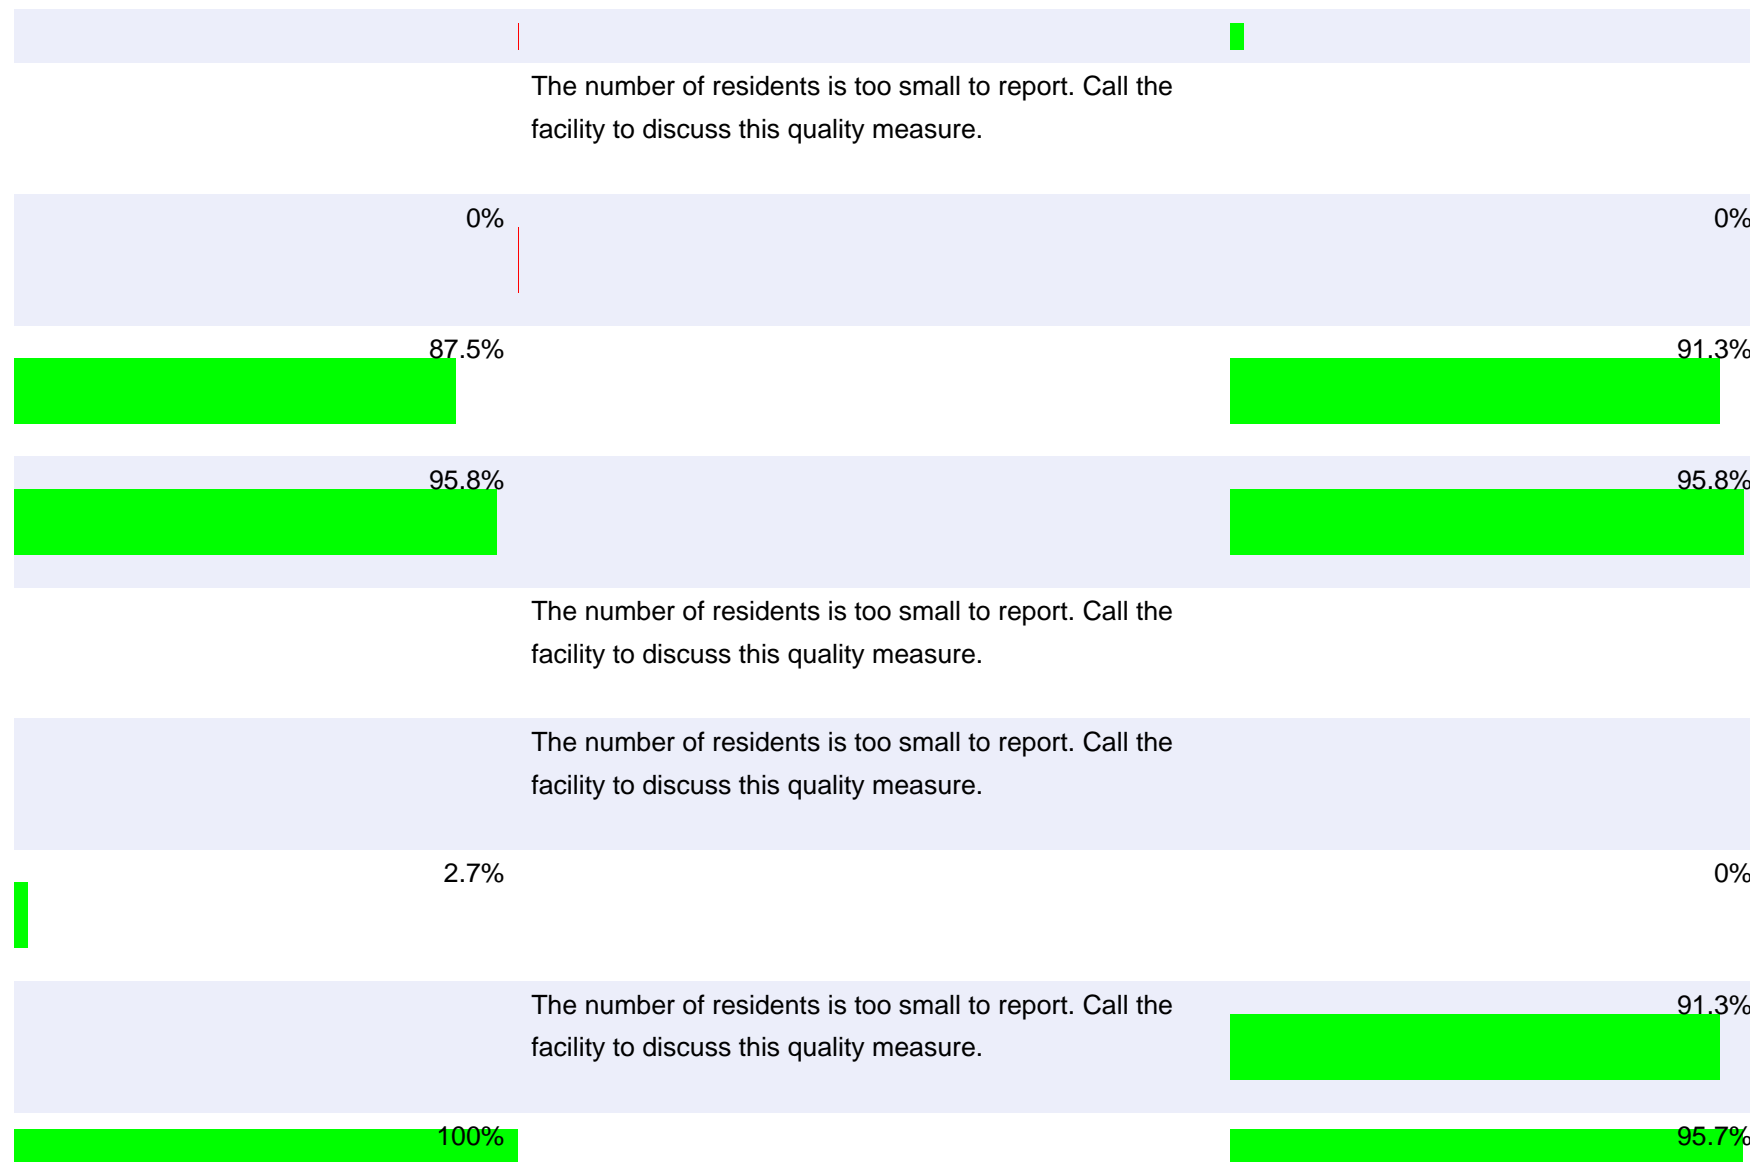 The number of residents is too small to report. Call the
facility to discuss this quality measure.
0% 0%
87.5% 91.3%
95.8% 95.8%
The number of residents is too small to report. Call the
facility to discuss this quality measure.
The number of residents is too small to report. Call the
facility to discuss this quality measure.
2.7% 0%
The number of residents is too small to report. Call the 91.3%
facility to discuss this quality measure.
100% 95.7%